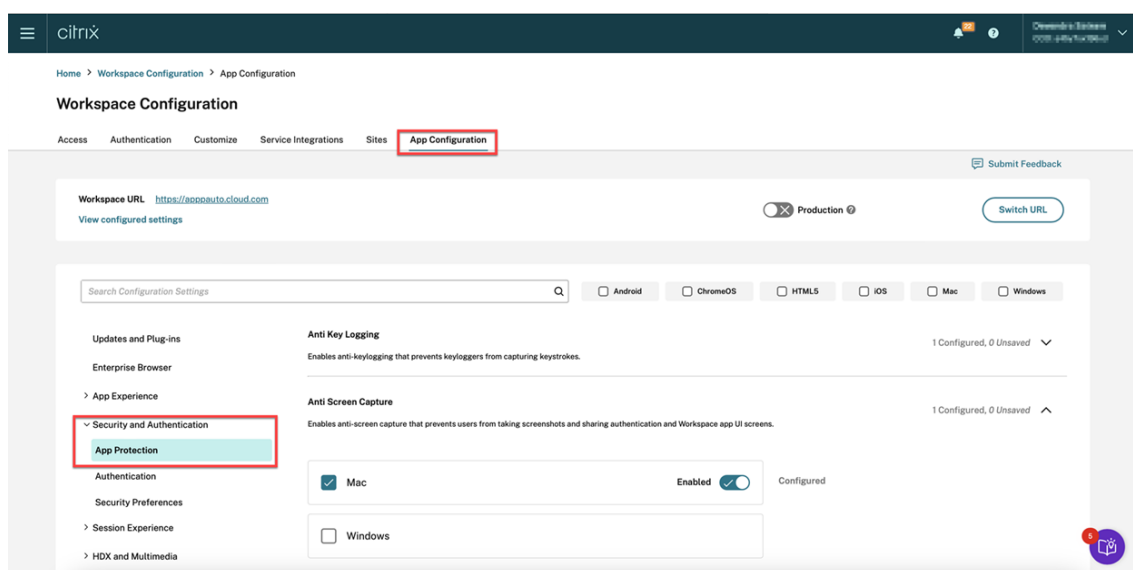 citrix
22
Home > Workspace Configuration > App Configuration
Workspace Configuration
Access Authentication Customize Service Integrations Sites App Configuration
Submit Feedback
Workspace URL https://apppauto.cloud.com
View configured settings
Production
Switch URL
Search Configuration Settings
Android ChromeOS HTML5 iOS Mac Windows
Updates and Plug-ins
Enterprise Browser
App Experience
Security and Authentication
App Protection
Authentication
Security Preferences
Session Experience
HDX and Multimedia
Anti Key Logging
Enables anti-keylogging that prevents keyloggers from capturing keystrokes.
1 Configured, 0 Unsaved
Anti Screen Capture
Enables anti-screen capture that prevents users from taking screenshots and sharing authentication and Workspace app UI screens.
1 Configured, 0 Unsaved
Mac Enabled Configured
Windows
5